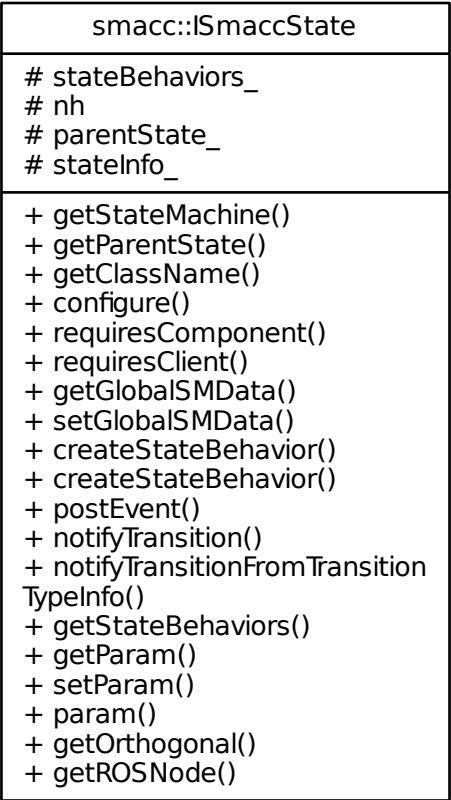 smacc::ISmaccState
# stateBehaviors_
# nh
# parentState_
# stateInfo_
+ getStateMachine()
+ getParentState()
+ getClassName()
+ configure()
+ requiresComponent()
+ requiresClient()
+ getGlobalSMData()
+ setGlobalSMData()
+ createStateBehavior()
+ createStateBehavior()
+ postEvent()
+ notifyTransition()
+ notifyTransitionFromTransition
TypeInfo()
+ getStateBehaviors()
+ getParam()
+ setParam()
+ param()
+ getOrthogonal()
+ getROSNode()